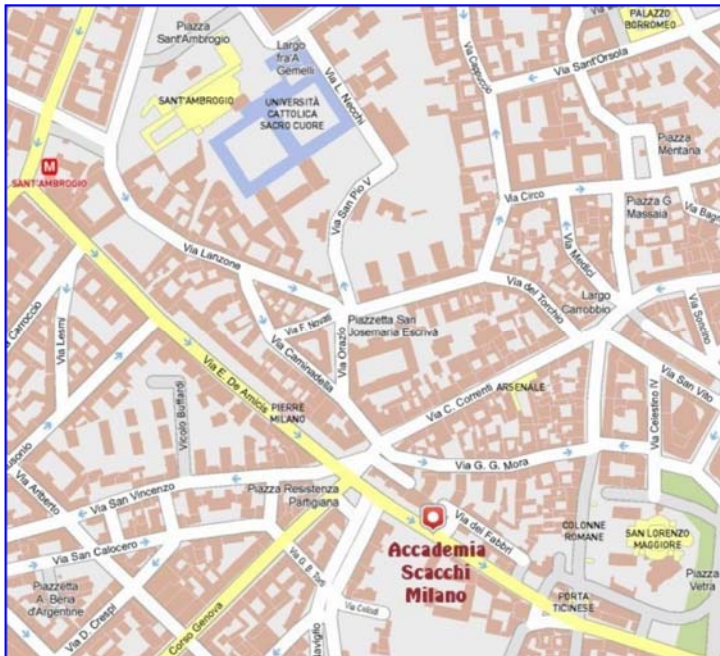 Piazza
Sant'Ambrogio
Largo
fra'A
Gemelli
PALAZZO
BORROMEO
Via Cappuccio
Via Sant'Orsola
SANT'AMBROGIO
UNIVERSITÀ
CATTOLICA
SACRO CUORE
Via L. Necchi
Piazza
Mentana
M
SANT'AMBROGIO
Via San Pio V
Via Circo
Piazza G
Massaia
Via Lanzone
Via Medici
Via del Torchio
Largo
Carrobbio
Via Soncino
Via Lesmi
Via F. Novati
Piazzetta San
Josemaria Escrivà
Via Orazio
Via Caminadella
Via E. De Amicis
Via San Vito
Vicolo Buffardi
PIERRE
MILANO
Via C. Correnti
ARSENALE
Via Celestino IV
Via Ariberto
Via G. G. Mora
Via San Vincenzo
Piazza Resistenza
Partigiana
Via dei Fabbri
COLONNE
ROMANE
SAN LORENZO
MAGGIORE
Via San Calocero
Accademia
Scacchi
Milano
Piazzetta
A Beria
d'Argentine
Via D. Crespi
Corso Genova
PORTA
TICINESE
Piazza
Vetra